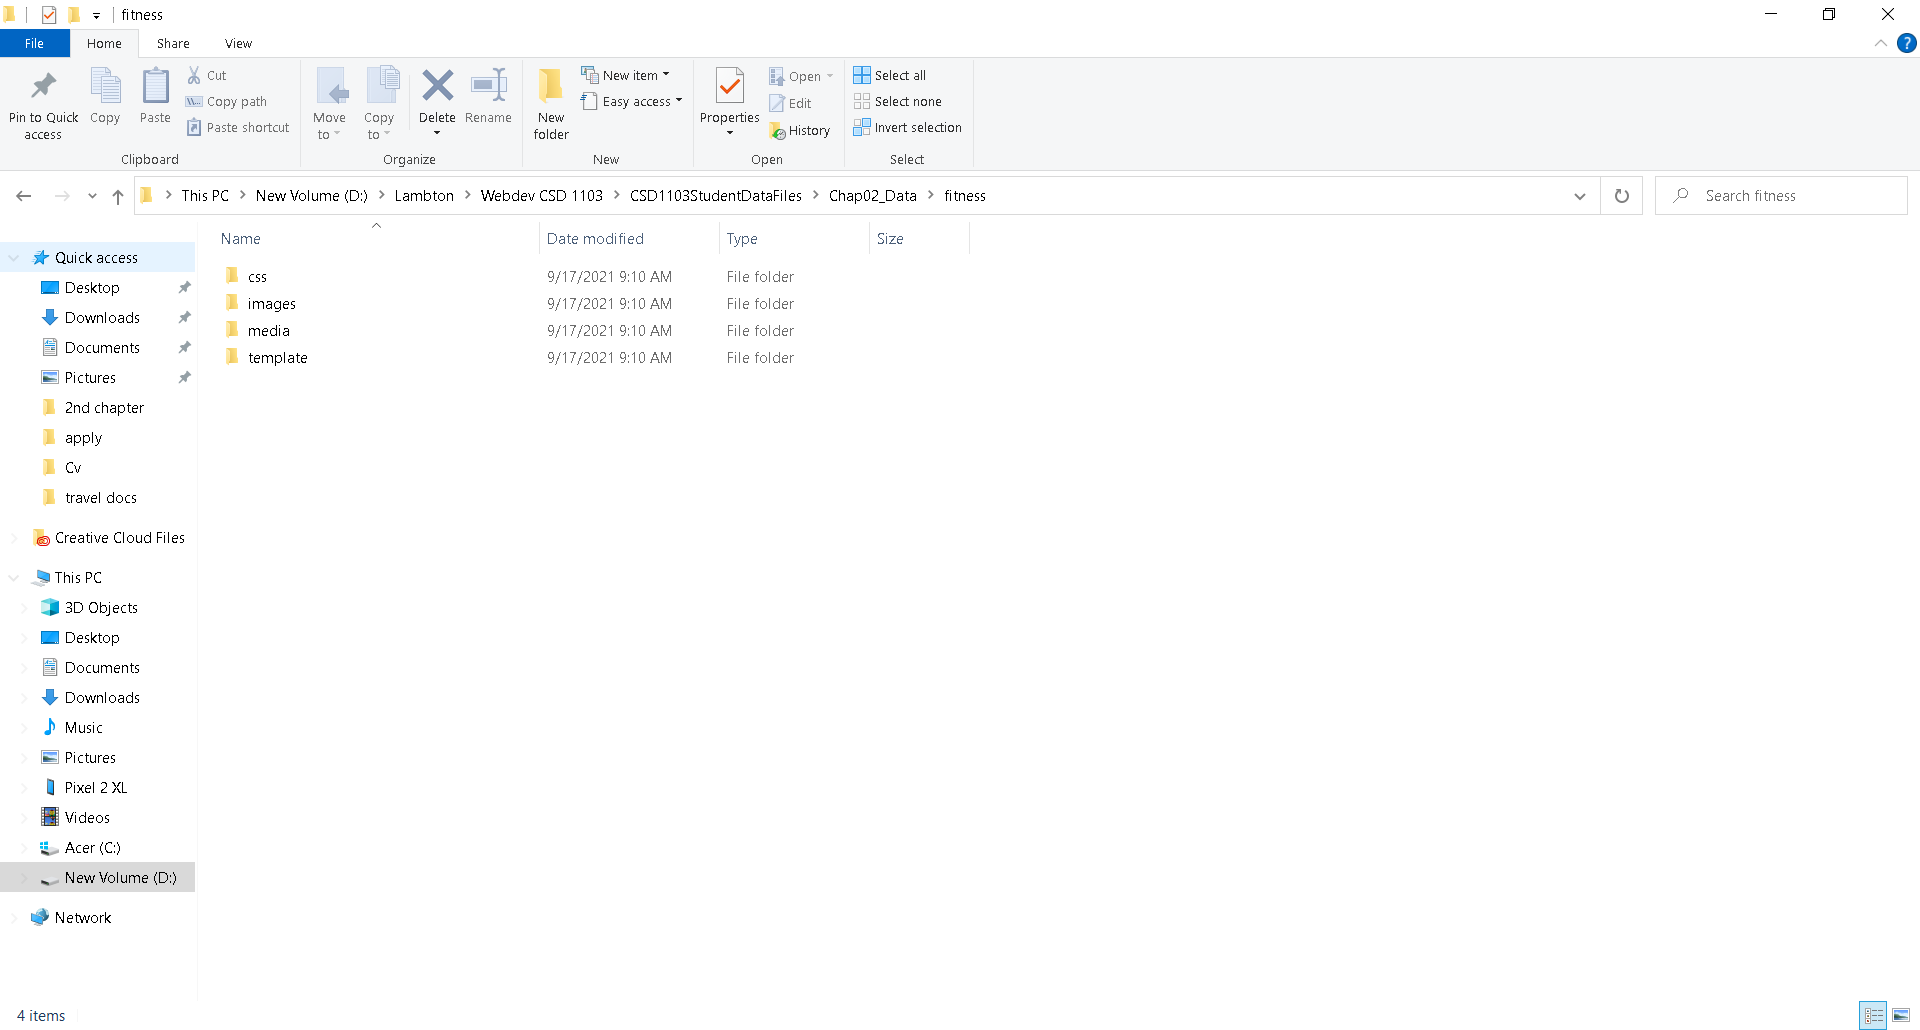 fitness
File Home Share View
Pin to Quick access
Copy
Paste
Cut
Copy path
Paste shortcut
Clipboard
Move to
Copy to
Delete
Rename
Organize
New folder
New item
Easy access
New
Properties
Open
Edit
History
Open
Select all
Select none
Invert selection
Select
This PC New Volume (D:) Lambton Webdev CSD 1103 CSD1103StudentDataFiles Chap02_Data fitness
Search fitness
Quick access
Desktop
Downloads
Documents
Pictures
2nd chapter
apply
Cv
travel docs
Creative Cloud Files
This PC
3D Objects
Desktop
Documents
Downloads
Music
Pictures
Pixel 2 XL
Videos
Acer (C:)
New Volume (D:)
Network
Name Date modified Type Size
css 9/17/2021 9:10 AM File folder
images 9/17/2021 9:10 AM File folder
media 9/17/2021 9:10 AM File folder
template 9/17/2021 9:10 AM File folder
4 items